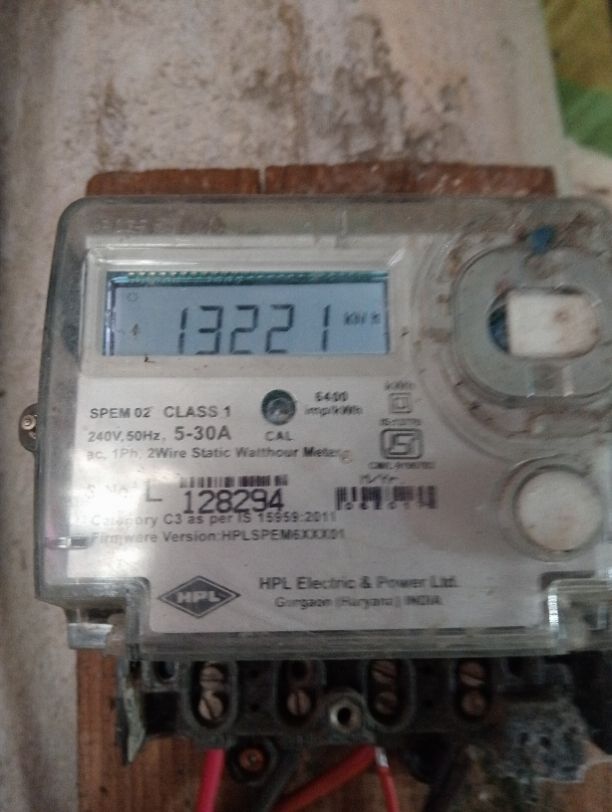 13221 kWh
SPEM 02 CLASS 1
240V, 50Hz, 5-30A
CAL
6400
imp/kWh
kWh
ac, 1Ph, 2Wire Static Watthour Meter
L 128294
M/Yr
Category C3 as per IS 15959:2011
Firmware Version:HPLSPEM6XXX01
HPL
HPL Electric & Power Ltd.
Gurgaon (Haryana) INDIA